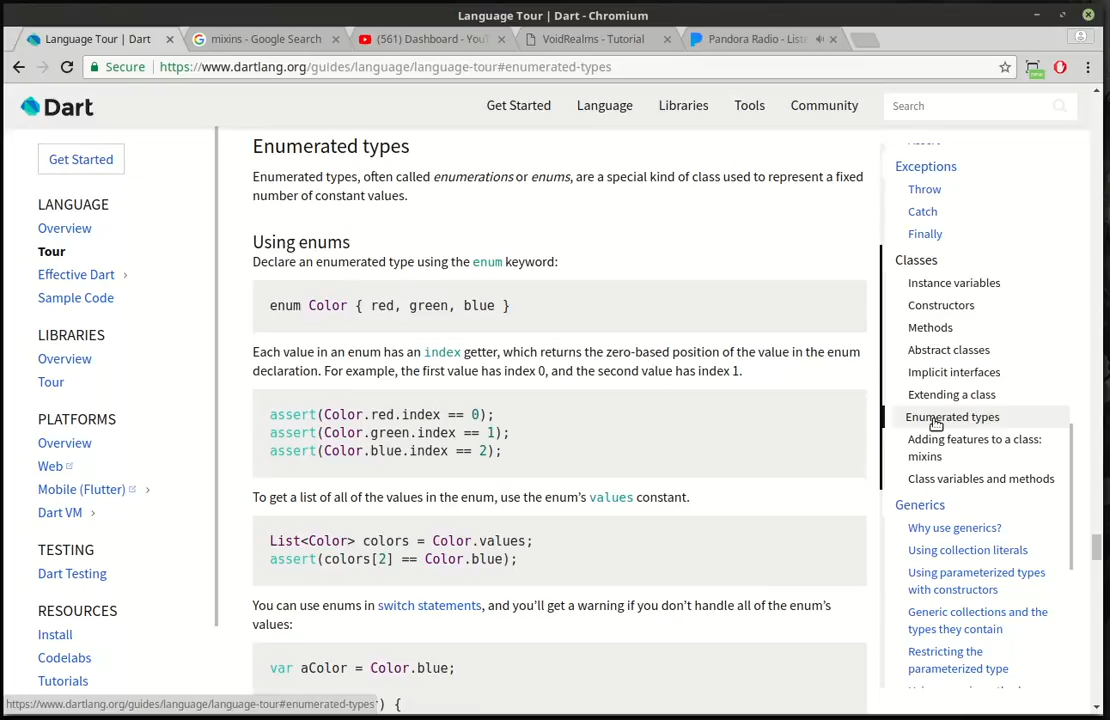 Language Tour | Dart - Chromium
Language Tour | Dart
mixins - Google Search
(561) Dashboard - You
VoidRealms - Tutorial
Pandora Radio - List
Secure
https://www.dartlang.org/guides/language/language-tour#enumerated-types
new
Dart
Get Started
Language
Libraries
Tools
Community
Search
Get Started
LANGUAGE
Overview
Tour
Effective Dart
Sample Code
LIBRARIES
Overview
Tour
PLATFORMS
Overview
Web
Mobile (Flutter)
Dart VM
TESTING
Dart Testing
RESOURCES
Install
Codelabs
Tutorials
Enumerated types
Enumerated types, often called enumerations or enums, are a special kind of class used to represent a fixed
number of constant values.
Using enums
Declare an enumerated type using the enum keyword:
enum Color { red, green, blue }
Each value in an enum has an index getter, which returns the zero-based position of the value in the enum
declaration. For example, the first value has index 0, and the second value has index 1.
assert(Color.red.index == 0);
assert(Color.green.index == 1);
assert(Color.blue.index == 2);
To get a list of all of the values in the enum, use the enum’s values constant.
List<Color> colors = Color.values;
assert(colors[2] == Color.blue);
You can use enums in switch statements, and you’ll get a warning if you don’t handle all of the enum’s
values:
var aColor = Color.blue;
) {
Exceptions
Throw
Catch
Finally
Classes
Instance variables
Constructors
Methods
Abstract classes
Implicit interfaces
Extending a class
Enumerated types
Adding features to a class:
mixins
Class variables and methods
Generics
Why use generics?
Using collection literals
Using parameterized types
with constructors
Generic collections and the
types they contain
Restricting the
parameterized type
https://www.dartlang.org/guides/language/language-tour#enumerated-types